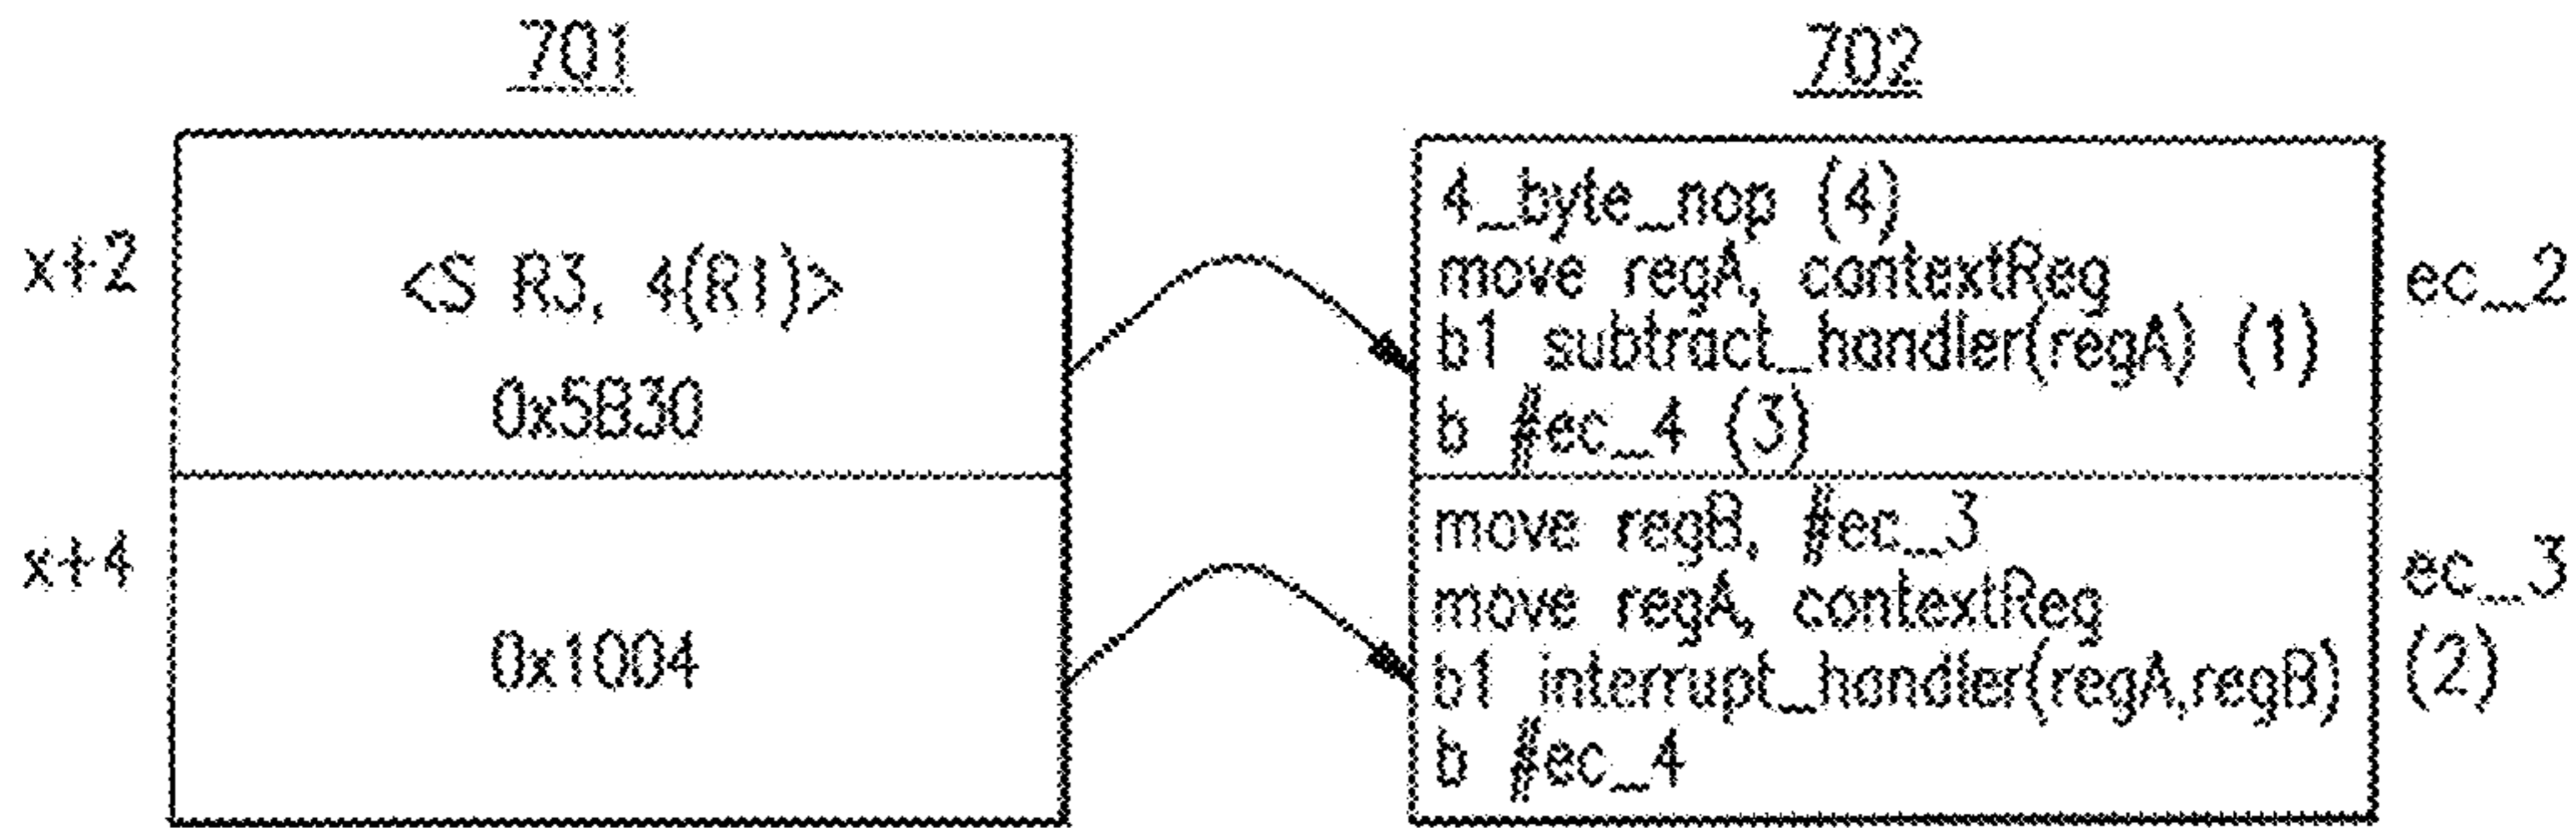 701
702
x+2
<S R3, 4(R1)>
0x5B30
4_byte_nop (4)
move regA, contextReg
b1 subtract_handler(regA) (1)
b #ec_4 (3)
ec_2
x+4
0x1004
move regB, #ec_3
move regA, contextReg
b1 interrupt_handler(regA,regB)
b #ec_4
ec_3
(2)